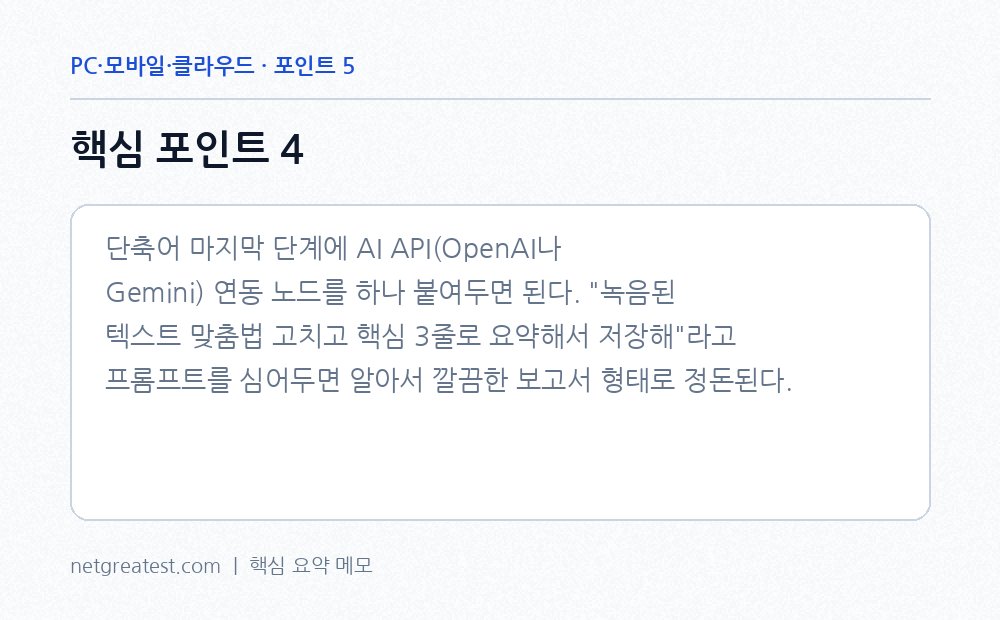 PC·모바일·클라우드 · 포인트 5
핵심 포인트 4
단축어 마지막 단계에 AI API(OpenAI나
Gemini) 연동 노드를 하나 붙여두면 된다. "녹음된
텍스트 맞춤법 고치고 핵심 3줄로 요약해서 저장해"라고
프롬프트를 심어두면 알아서 깔끔한 보고서 형태로 정돈된다.
netgreatest.com | 핵심 요약 메모